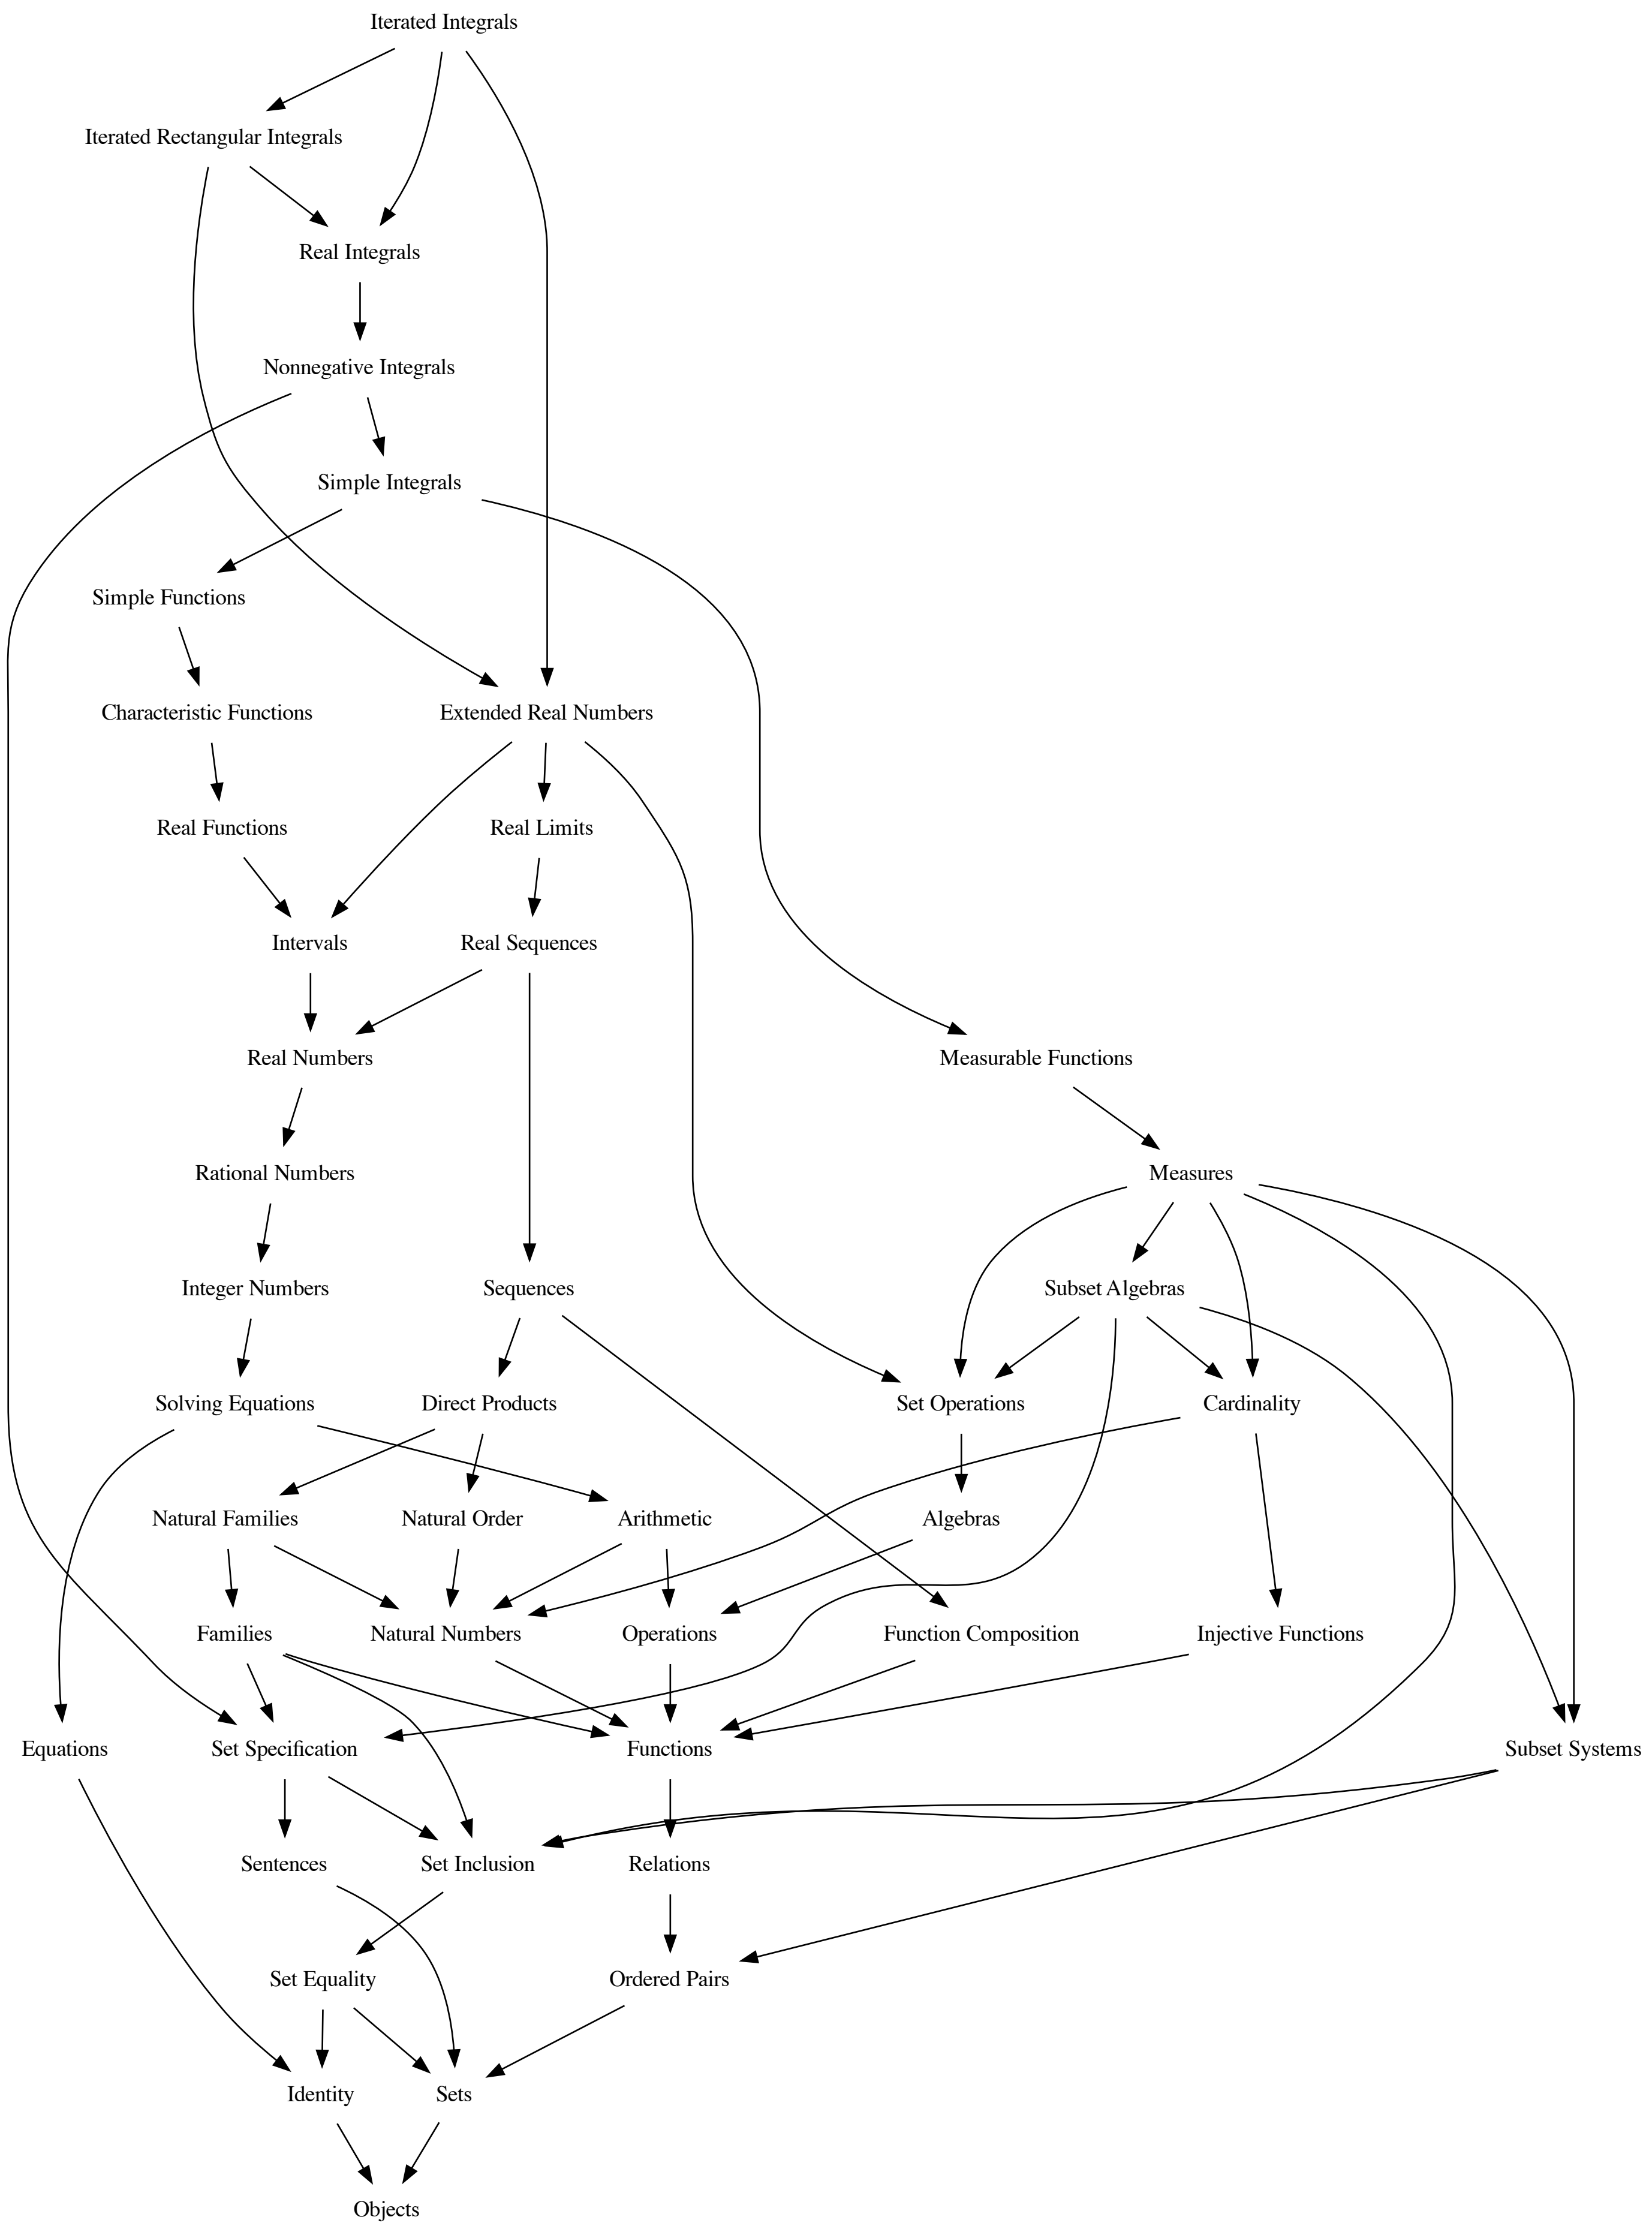 Iterated Integrals
Iterated Rectangular Integrals
Real Integrals
Nonnegative Integrals
Simple Integrals
Simple Functions
Characteristic Functions
Extended Real Numbers
Real Functions
Real Limits
Intervals
Real Sequences
Real Numbers
Measurable Functions
Rational Numbers
Measures
Integer Numbers
Sequences
Subset Algebras
Solving Equations
Direct Products
Set Operations
Cardinality
Natural Families
Natural Order
Arithmetic
Algebras
Families
Natural Numbers
Operations
Function Composition
Injective Functions
Equations
Set Specification
Functions
Subset Systems
Sentences
Set Inclusion
Relations
Set Equality
Ordered Pairs
Identity
Sets
Objects